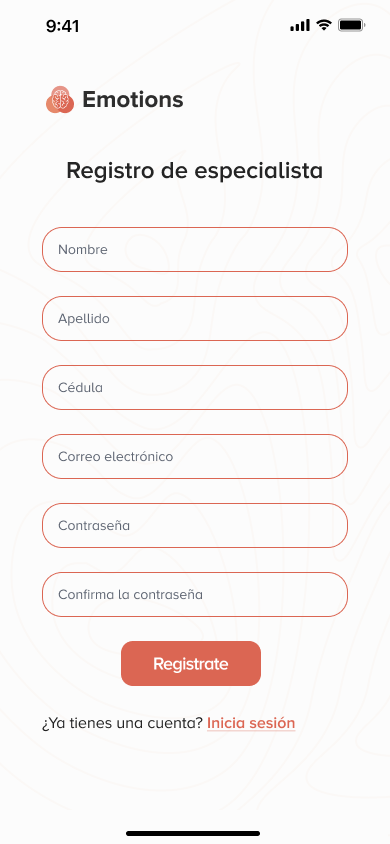 9:41
Emotions
Registro de especialista
Nombre
Apellido
Cédula
Correo electrónico
Contraseña
Confirma la contraseña
Registrate
¿Ya tienes una cuenta? Inicia sesión